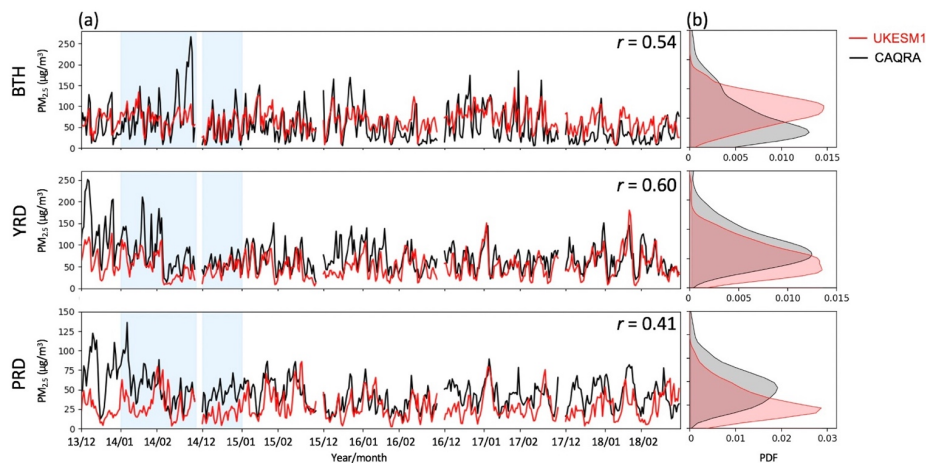 (a)
(b)
UKESM1
CAQRA
BTH
PM2.5 (μg/m³)
250
200
150
100
50
0
r = 0.54
0.005
0.010
0.015
YRD
PM2.5 (μg/m³)
250
200
150
100
50
0
r = 0.60
0.005
0.010
0.015
PRD
PM2.5 (μg/m³)
150
125
100
75
50
25
0
r = 0.41
13/12 14/01 14/02 14/12 15/01 15/02 15/12 16/01 16/02 16/12 17/01 17/02 17/12 18/01 18/02
Year/month
0.01 0.02 0.03
PDF